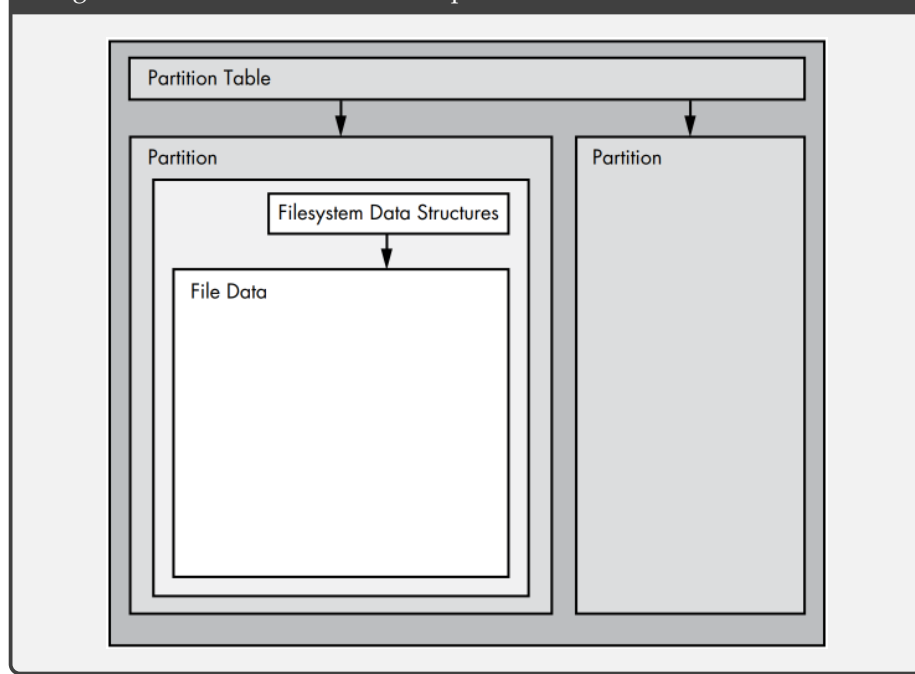 Partition Table
Partition
Partition
Filesystem Data Structures
File Data